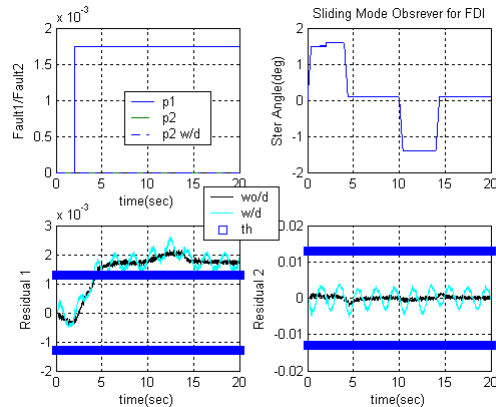 Sliding Mode Obsrever for FDI
x 10^-3
2
1.5
1
0.5
0
Fault1/Fault2
p1
p2
p2 w/d
0 5 10 15 20
time(sec)
2
1
0
-1
-2
Ster Angle(deg)
0 5 10 15 20
time(sec)
wo/d
w/d
th
x 10^-3
3
2
1
0
-1
-2
Residual 1
0 5 10 15 20
time(sec)
0.02
0.01
0
-0.01
-0.02
Residual 2
0 5 10 15 20
time(sec)